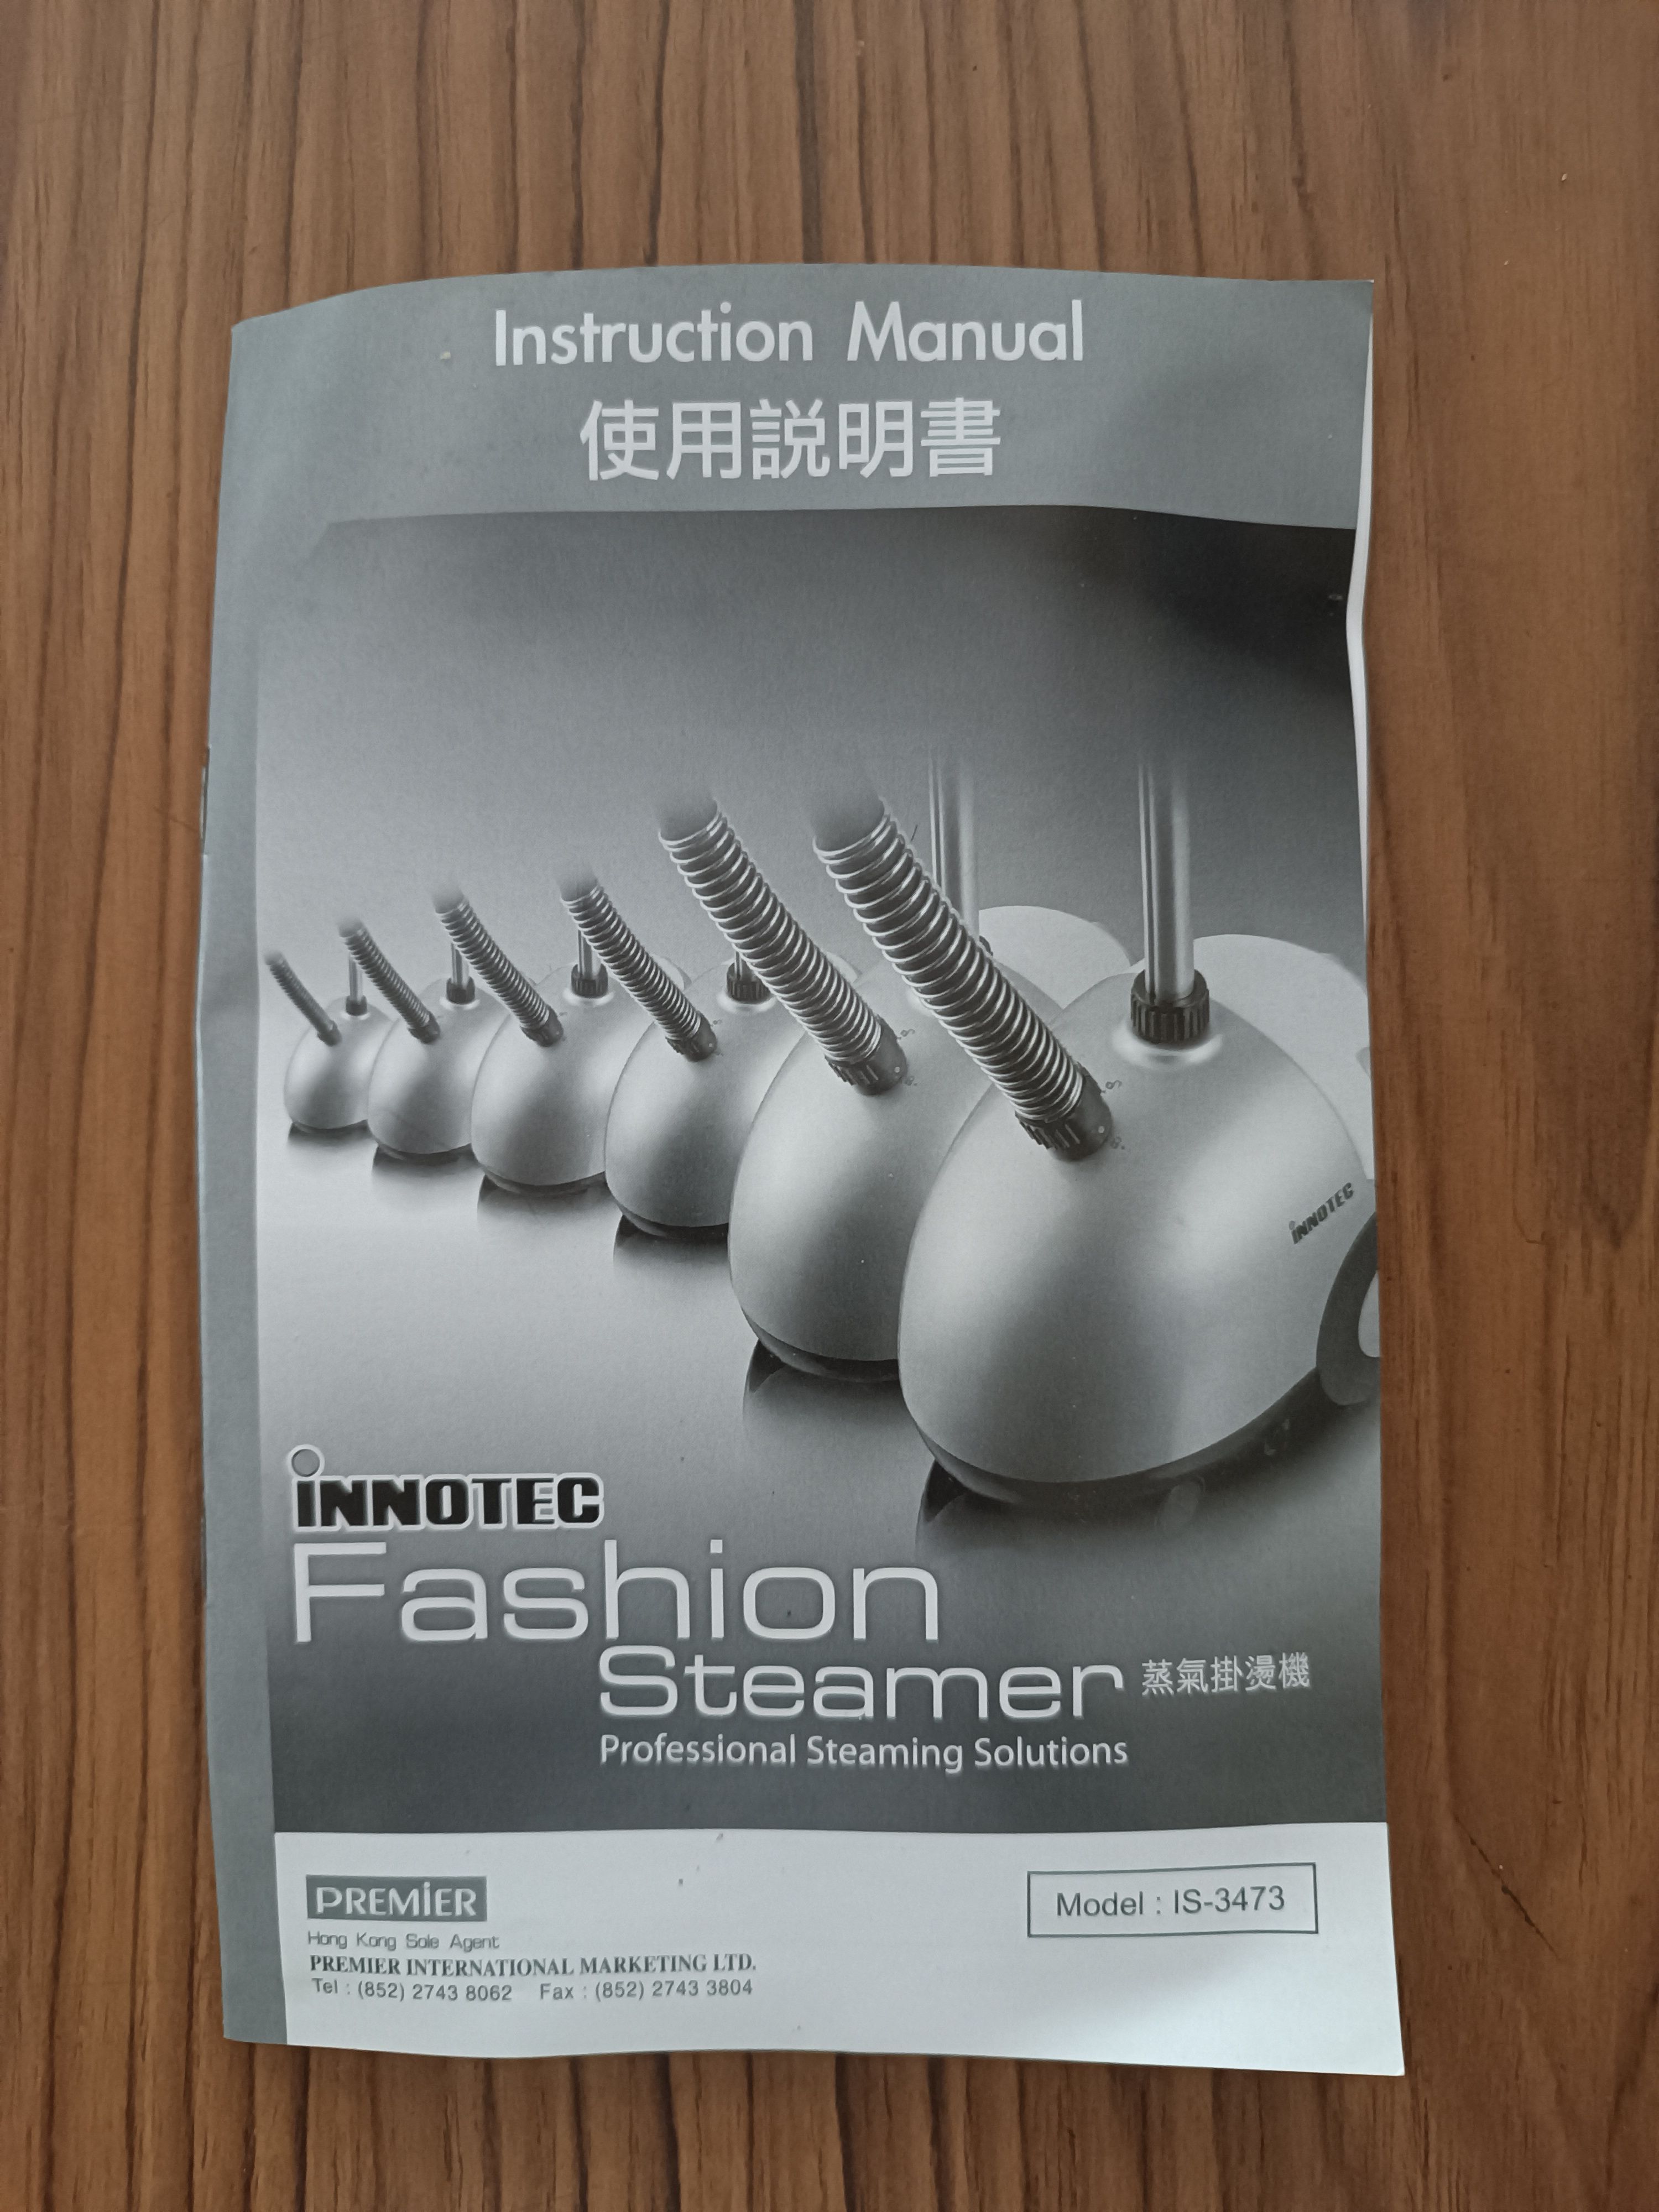 Instruction Manual
使用説明書
INNOTEC
iNNOTEC
Fashion
Steamer 蒸氣掛燙機
Professional Steaming Solutions
PREMiER
Model : IS-3473
Hong Kong Sole Agent
PREMIER INTERNATIONAL MARKETING LTD.
Tel : (852) 2743 8062 Fax : (852) 2743 3804